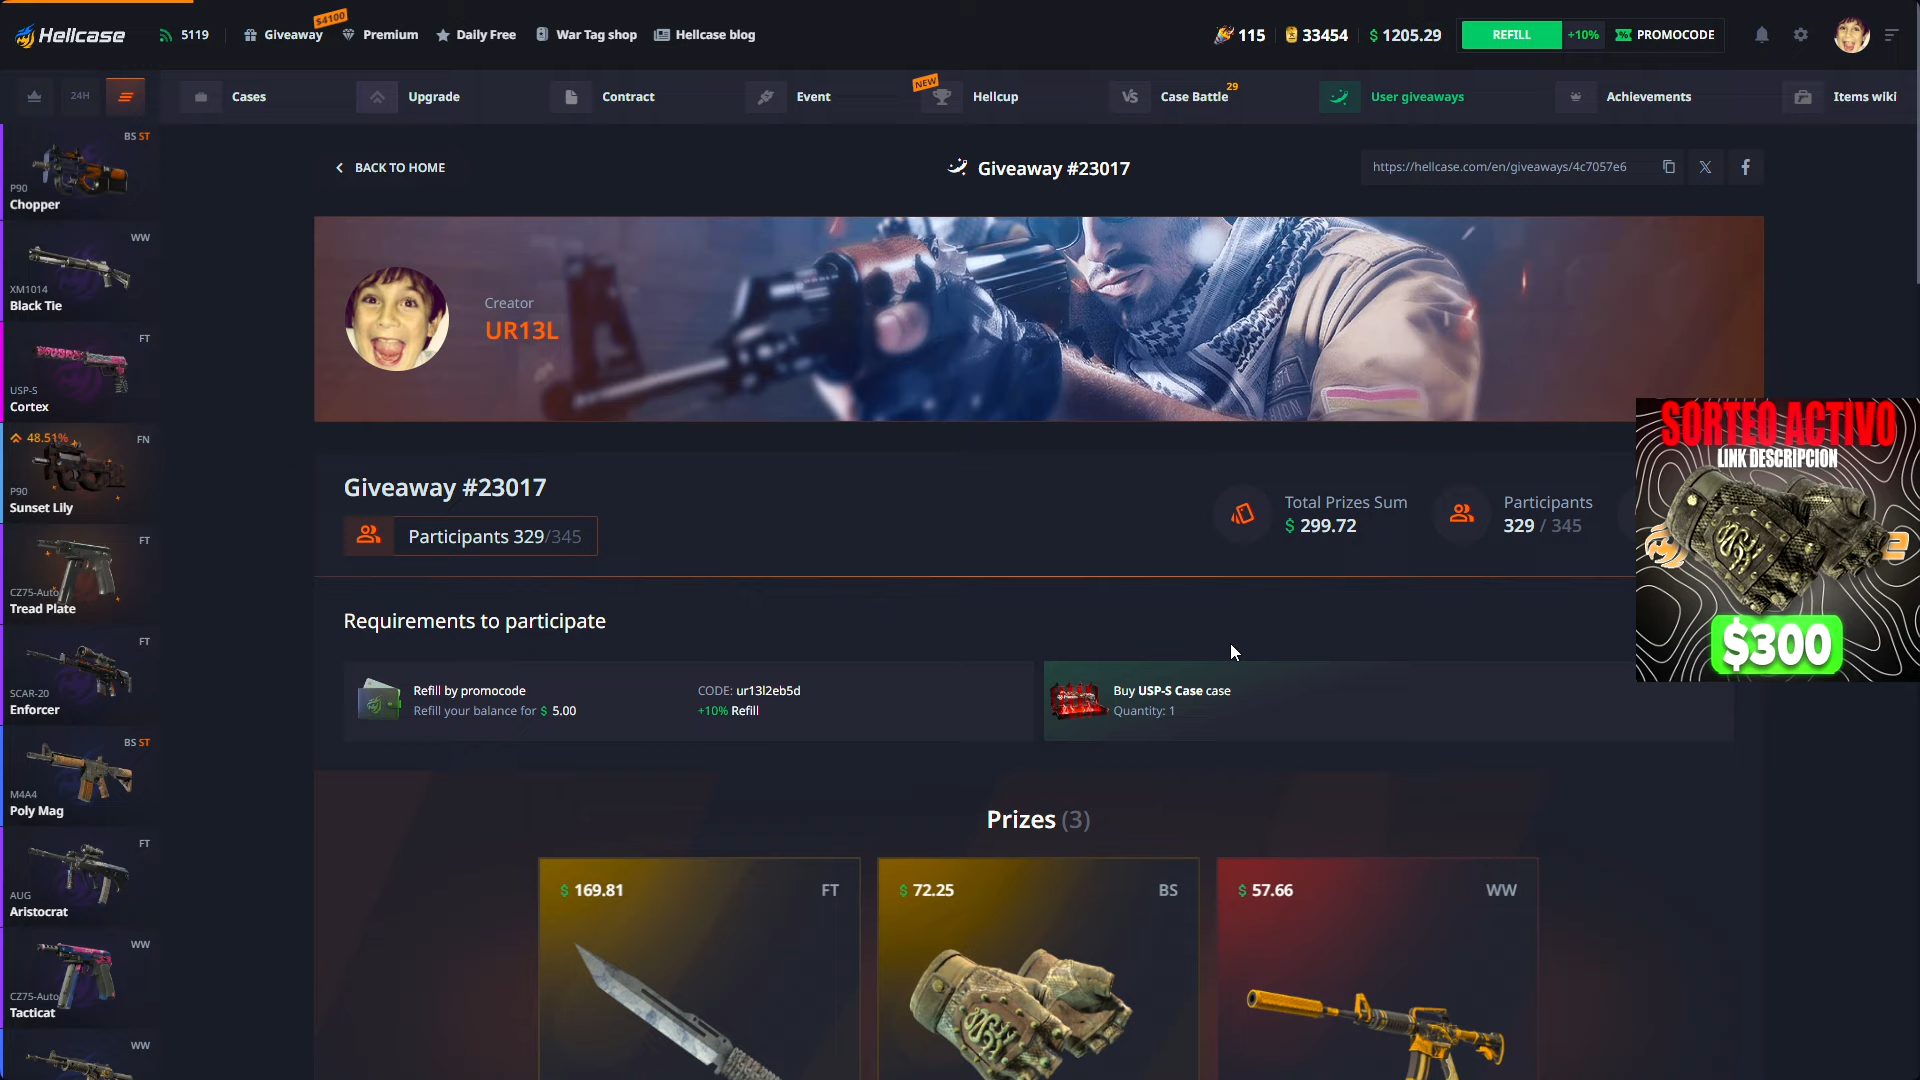 Hellcase
5119
Giveaway
$4100
Premium
Daily Free
War Tag shop
Hellcase blog
115
33454
$ 1205.29
REFILL
+10%
PROMOCODE
24H
Cases
Upgrade
Contract
Event
NEW
Hellcup
VS
Case Battle
29
User giveaways
Achievements
Items wiki
BS ST
P90
Chopper
WW
XM1014
Black Tie
FT
USP-S
Cortex
48.51%
FN
P90
Sunset Lily
FT
CZ75-Auto
Tread Plate
FT
SCAR-20
Enforcer
BS ST
M4A4
Poly Mag
FT
AUG
Aristocrat
WW
CZ75-Auto
Tacticat
WW
BACK TO HOME
Giveaway #23017
https://hellcase.com/en/giveaways/4c7057e6
Creator
UR13L
Giveaway #23017
Participants 329/345
Total Prizes Sum
$ 299.72
Participants
329 / 345
SORTEO ACTIVO
LINK DESCRIPCION
$300
Requirements to participate
Refill by promocode
Refill your balance for $ 5.00
CODE: ur13l2eb5d
+10% Refill
Buy USP-S Case case
Quantity: 1
Prizes (3)
$ 169.81
FT
$ 72.25
BS
$ 57.66
WW